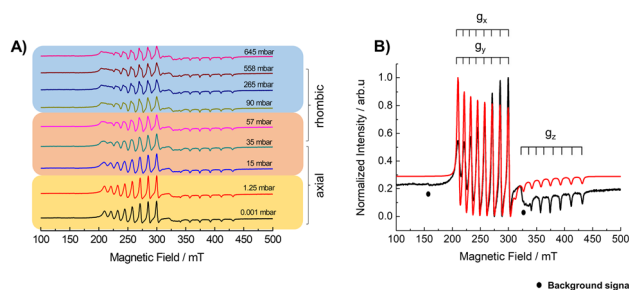 A)
645 mbar
558 mbar
265 mbar
90 mbar
57 mbar
35 mbar
15 mbar
1.25 mbar
0.001 mbar
rhombic
axial
100 150 200 250 300 350 400 450 500
Magnetic Field / mT
B)
gx
gy
gz
Normalized Intensity / arb.u
1.0
0.8
0.6
0.4
0.2
0.0
100 150 200 250 300 350 400 450 500
Magnetic Field / mT
● Background signa